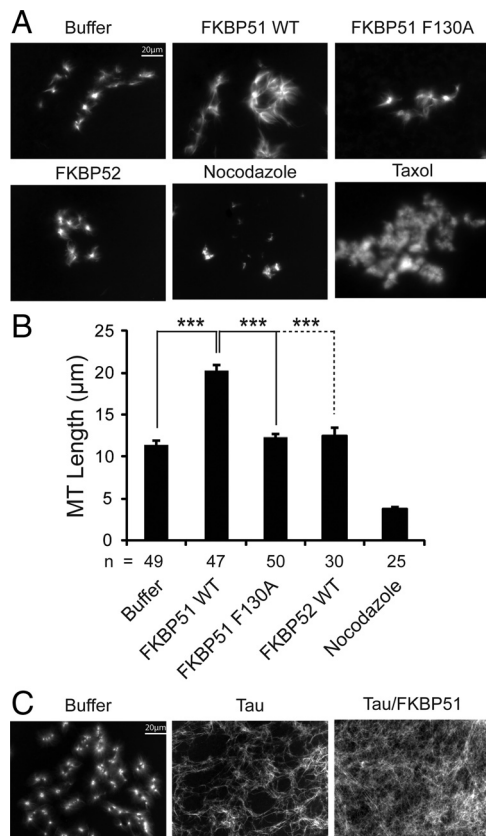 A
Buffer FKBP51 WT FKBP51 F130A
20µm
FKBP52 Nocodazole Taxol
B
*** *** ***
25
20
15
10
5
0
MT Length (µm)
n = 49 47 50 30 25
Buffer
FKBP51 WT
FKBP51 F130A
FKBP52 WT
Nocodazole
C
Buffer Tau Tau/FKBP51
20µm